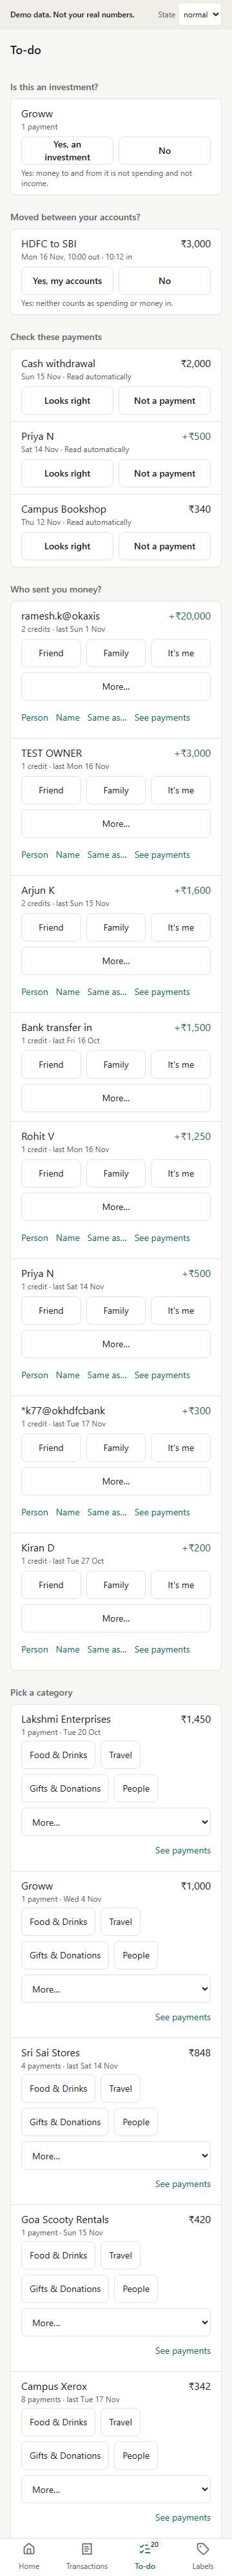 Demo data. Not your real numbers. State normal
To-do
Is this an investment?
Groww
1 payment
Yes, an investment
No
Yes: money to and from it is not spending and not income.
Moved between your accounts?
HDFC to SBI ₹3,000
Mon 16 Nov, 10:00 out · 10:12 in
Yes, my accounts No
Yes: neither counts as spending or money in.
Check these payments
Cash withdrawal ₹2,000
Sun 15 Nov · Read automatically
Looks right Not a payment
Priya N +₹500
Sat 14 Nov · Read automatically
Looks right Not a payment
Campus Bookshop ₹340
Thu 12 Nov · Read automatically
Looks right Not a payment
Who sent you money?
ramesh.k@okaxis +₹20,000
2 credits · last Sun 1 Nov
Friend Family It's me
More...
Person Name Same as... See payments
TEST OWNER +₹3,000
1 credit · last Mon 16 Nov
Friend Family It's me
More...
Person Name Same as... See payments
Arjun K +₹1,600
2 credits · last Sun 15 Nov
Friend Family It's me
More...
Person Name Same as... See payments
Bank transfer in +₹1,500
1 credit · last Fri 16 Oct
Friend Family It's me
More...
Rohit V +₹1,250
1 credit · last Mon 16 Nov
Friend Family It's me
More...
Person Name Same as... See payments
Priya N +₹500
1 credit · last Sat 14 Nov
Friend Family It's me
More...
Person Name Same as... See payments
*k77@okhdfcbank +₹300
1 credit · last Tue 17 Nov
Friend Family It's me
More...
Person Name Same as... See payments
Kiran D +₹200
1 credit · last Tue 27 Oct
Friend Family It's me
More...
Person Name Same as... See payments
Pick a category
Lakshmi Enterprises ₹1,450
1 payment · Tue 20 Oct
Food & Drinks Travel
Gifts & Donations People
More...
See payments
Groww ₹1,000
1 payment · Wed 4 Nov
Food & Drinks Travel
Gifts & Donations People
More...
See payments
Sri Sai Stores ₹848
4 payments · last Sat 14 Nov
Food & Drinks Travel
Gifts & Donations People
More...
See payments
Goa Scooty Rentals ₹420
1 payment · Sun 15 Nov
Food & Drinks Travel
Gifts & Donations People
More...
See payments
Campus Xerox ₹342
8 payments · last Tue 17 Nov
Food & Drinks Travel
Gifts & Donations People
More...
See payments
20
Home Transactions To-do Labels